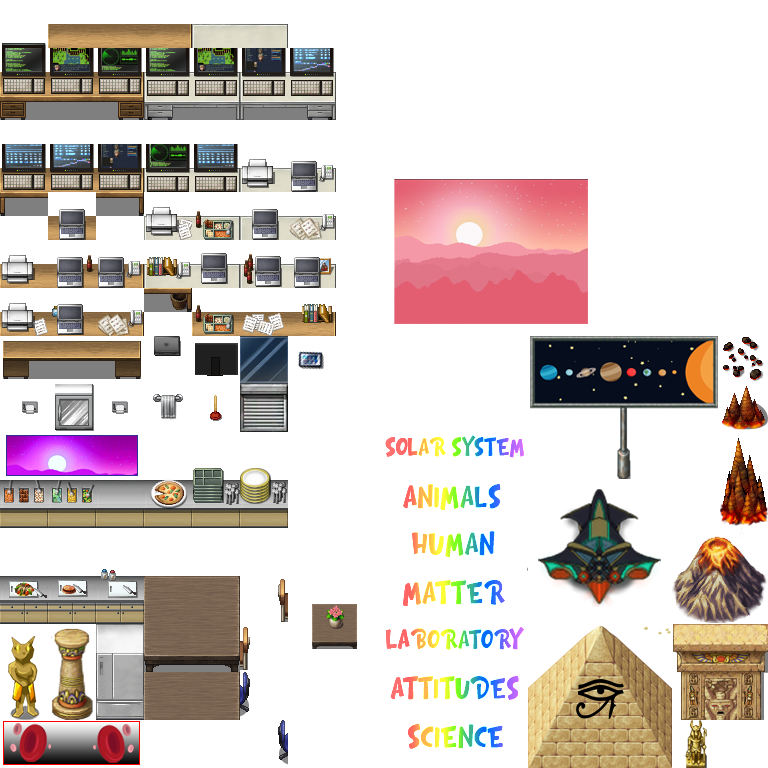 SOLAR SYSTEM
ANIMALS
HUMAN
MATTER
LABORATORY
ATTITUDES
SCIENCE